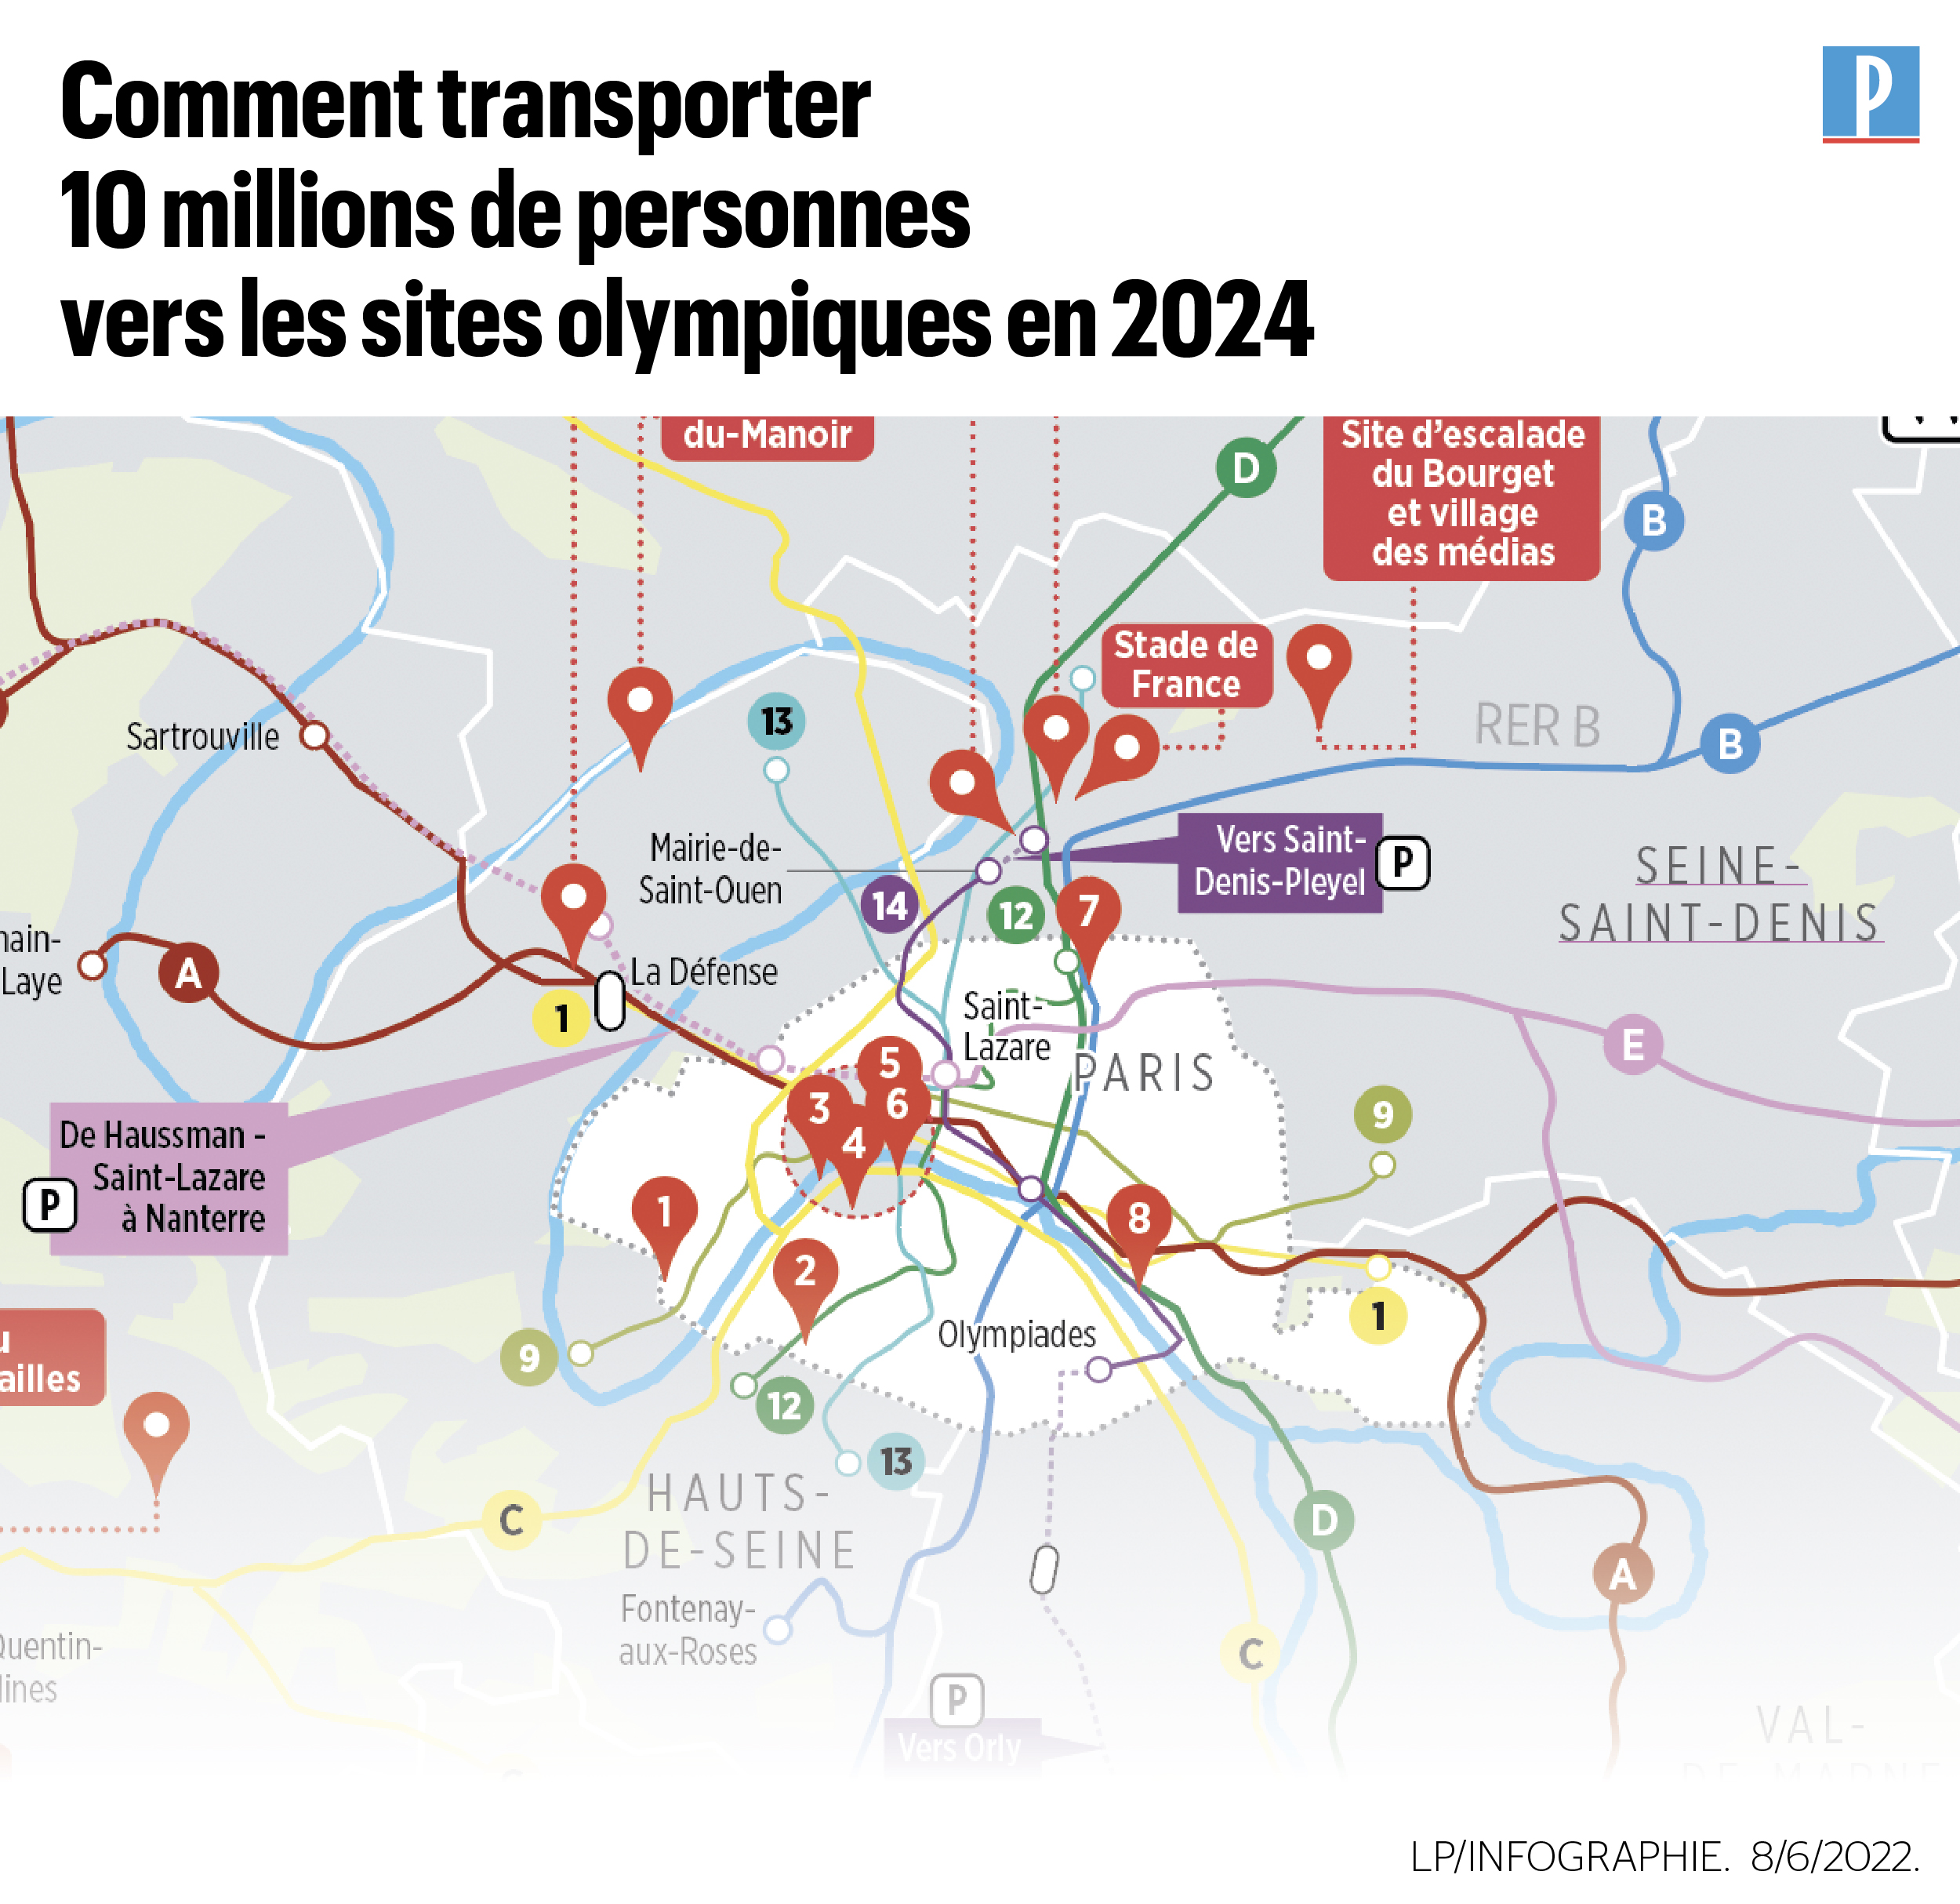 Comment transporter
10 millions de personnes
vers les sites olympiques en 2024
P
du-Manoir
Site d'escalade
du Bourget
et village
des médias
D
B
Stade de
France
RER B
B
Sartrouville
13
Mairie-de-
Saint-Ouen
14
12
7
Vers Saint-
Denis-Pleyel
P
SEINE-
SAINT-DENIS
ain-
Laye
A
La Défense
1
Saint-
Lazare
PARIS
E
De Haussman -
Saint-Lazare
à Nanterre
P
5
3
6
4
9
1
2
8
1
Olympiades
9
12
13
ailles
HAUTS-
DE-SEINE
C
D
A
Fontenay-
aux-Roses
C
Quentin-
lines
P
Vers Orly
VAL-
DE-MARNE
LP/INFOGRAPHIE. 8/6/2022.